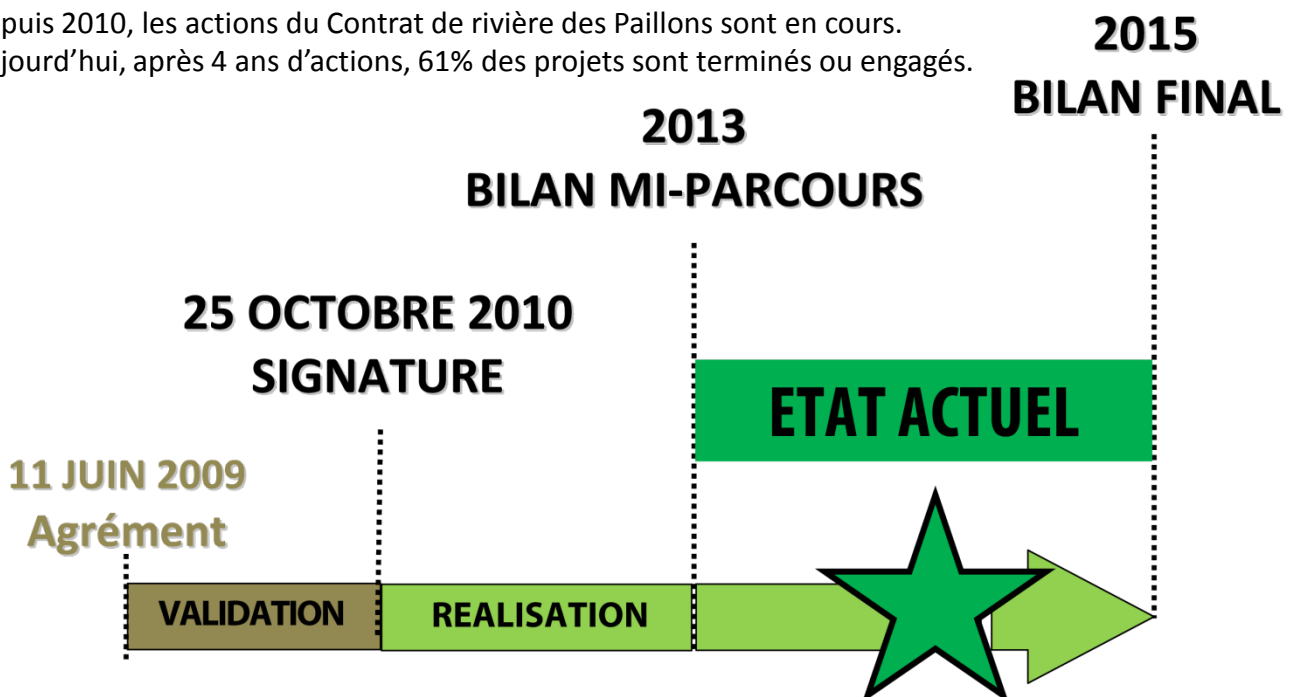 puis 2010, les actions du Contrat de rivière des Paillons sont en cours.
jourd’hui, après 4 ans d’actions, 61% des projets sont terminés ou engagés.
2015
BILAN FINAL
2013
BILAN MI-PARCOURS
25 OCTOBRE 2010
SIGNATURE
ETAT ACTUEL
11 JUIN 2009
Agrément
VALIDATION
REALISATION